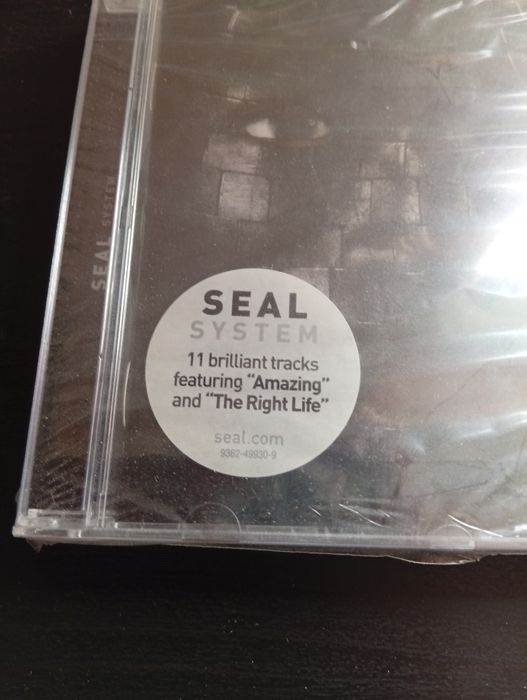 SEAL SYSTEM
SEAL
SYSTEM
11 brilliant tracks
featuring “Amazing”
and “The Right Life”
seal.com
9362-49930-9